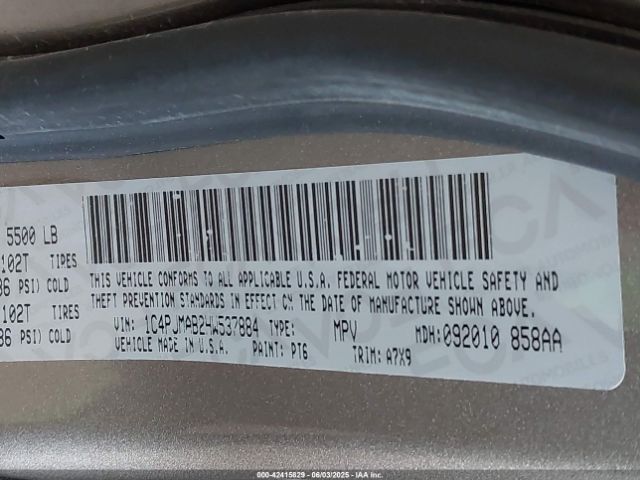 5500 LB
102T TIRES
36 PSI) COLD
102T TIRES
36 PSI) COLD
THIS VEHICLE CONFORMS TO ALL APPLICABLE U.S.A. FEDERAL MOTOR VEHICLE SAFETY AND
THEFT PREVENTION STANDARDS IN EFFECT ON THE DATE OF MANUFACTURE SHOWN ABOVE.
VIN: 1C4PJMAB2HW537884 TYPE: MPV MDH:092010 858AA
VEHICLE MADE IN U.S.A. PAINT: PT6 TRIM: A7X9
000-42415829 - 06/03/2025 - IAA Inc.